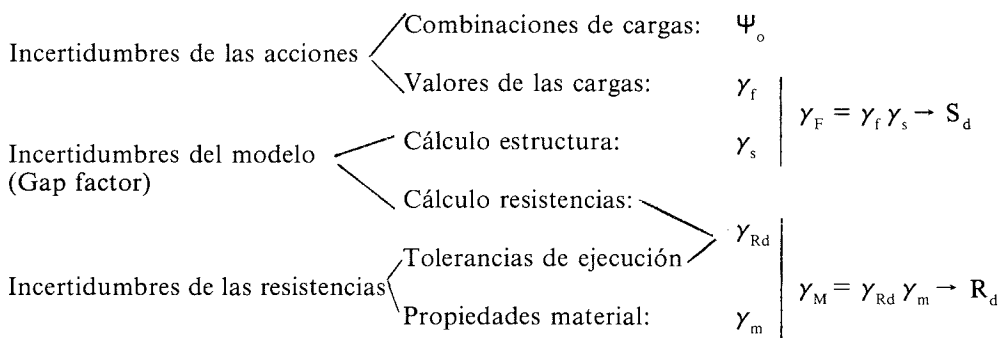 Combinaciones de cargas: Ψo
Incertidumbres de las acciones
Valores de las cargas: γf
γF = γf γs → Sd
Cálculo estructura: γs
Incertidumbres del modelo
(Gap factor)
Cálculo resistencias:
γRd
Tolerancias de ejecución
Incertidumbres de las resistencias
γM = γRd γm → Rd
Propiedades material: γm